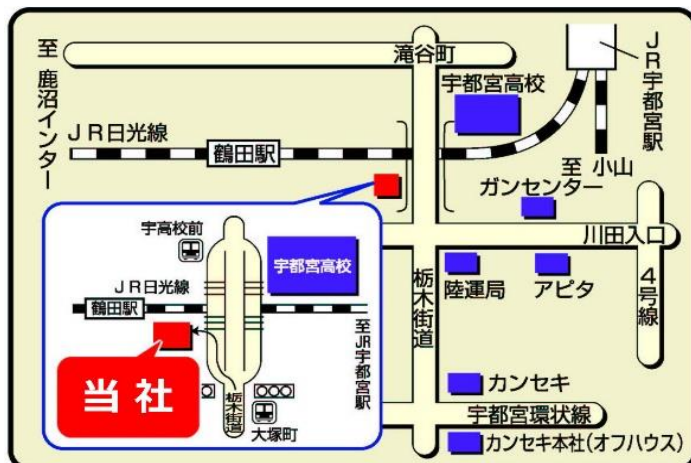 至 鹿沼インター
滝谷町
JR宇都宮駅
宇都宮高校
JR日光線
鶴田駅
至 小山
ガンセンター
川田入口
4号線
栃木街道
陸運局
アピタ
カンセキ
宇都宮環状線
カンセキ本社(オフハウス)
宇高校前
宇都宮高校
JR日光線
鶴田駅
至JR宇都宮駅
当社
栃木街道
大塚町